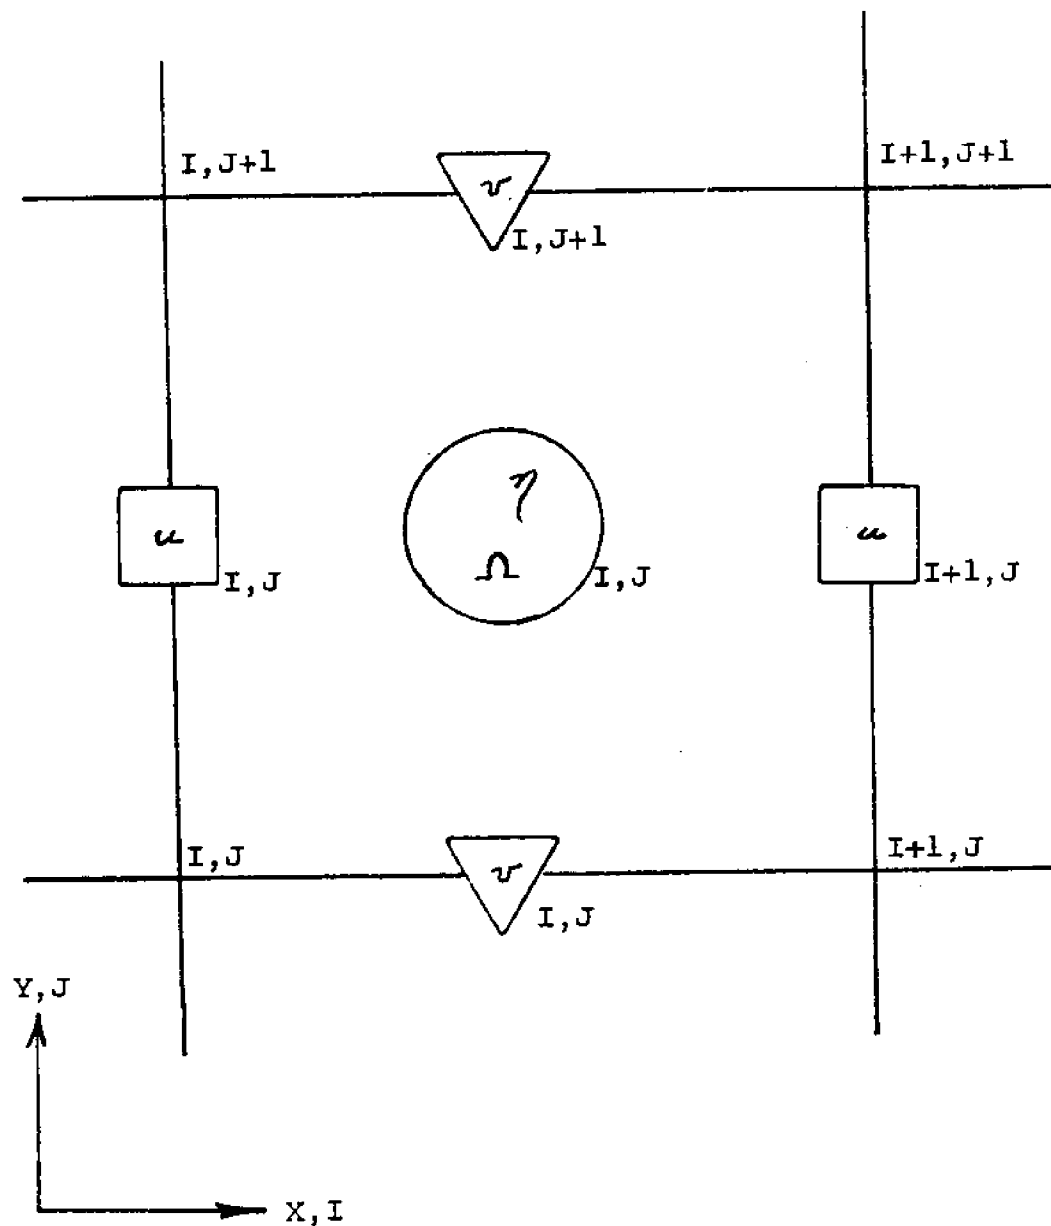 I,J+1
I+1,J+1
v
I,J+1
η
u
u
Ω
I,J
I,J
I+1,J
I,J
I+1,J
v
I,J
Y,J
X,I